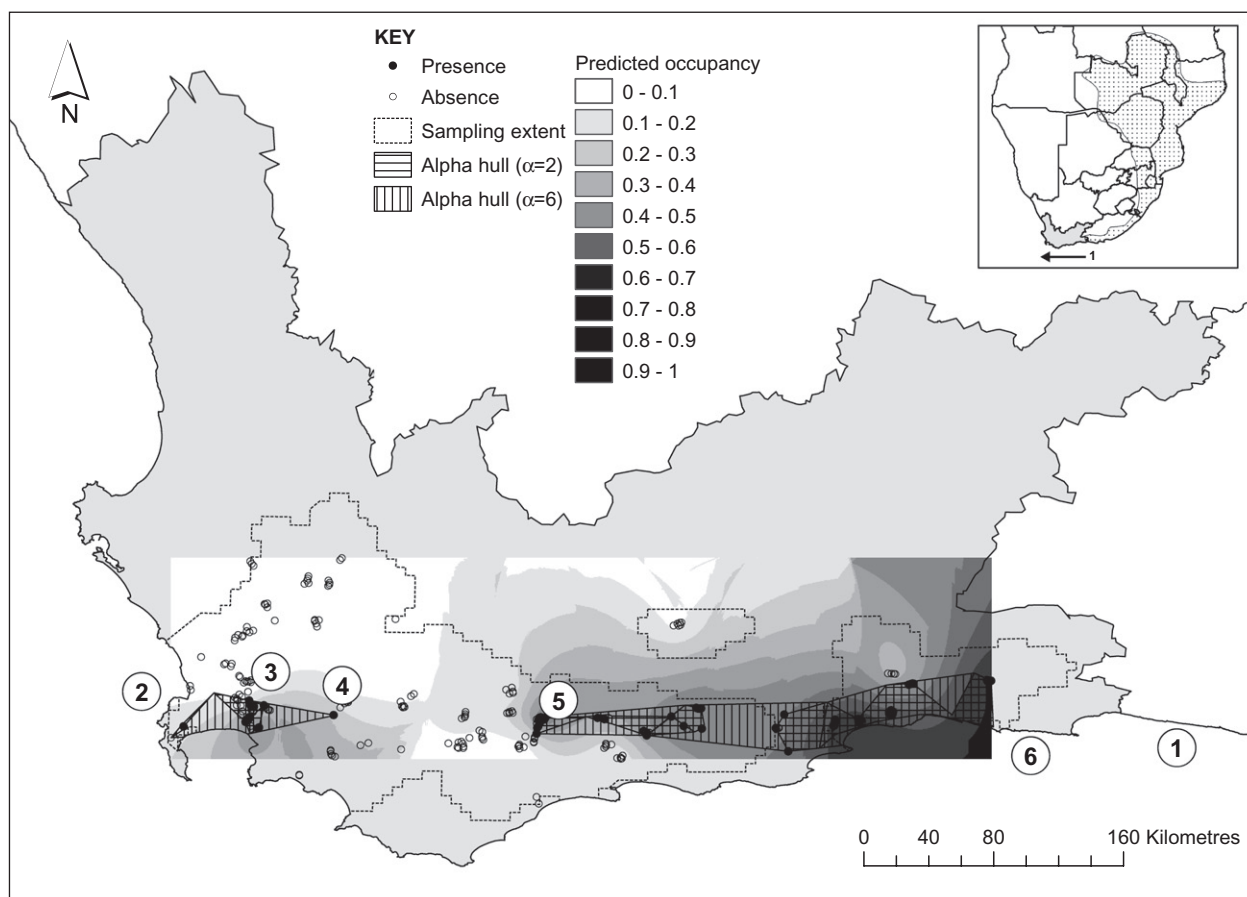 KEY
Presence
Absence
Sampling extent
Alpha hull (α=2)
Alpha hull (α=6)
Predicted occupancy
0 - 0.1
0.1 - 0.2
0.2 - 0.3
0.3 - 0.4
0.4 - 0.5
0.5 - 0.6
0.6 - 0.7
0.7 - 0.8
0.8 - 0.9
0.9 - 1
N
1
2
3
4
5
6
1
0 40 80 160 Kilometres